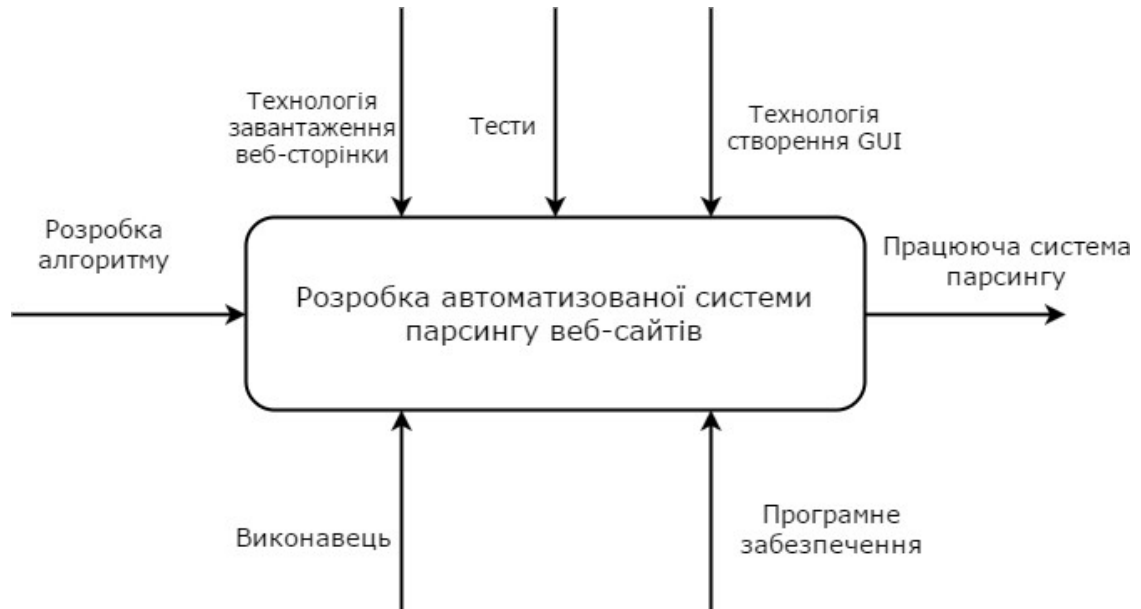 Технологія
завантаження
веб-сторінки
Тести
Технологія
створення GUI
Розробка
алгоритму
Розробка автоматизованої системи
парсингу веб-сайтів
Працююча система
парсингу
Виконавець
Програмне
забезпечення